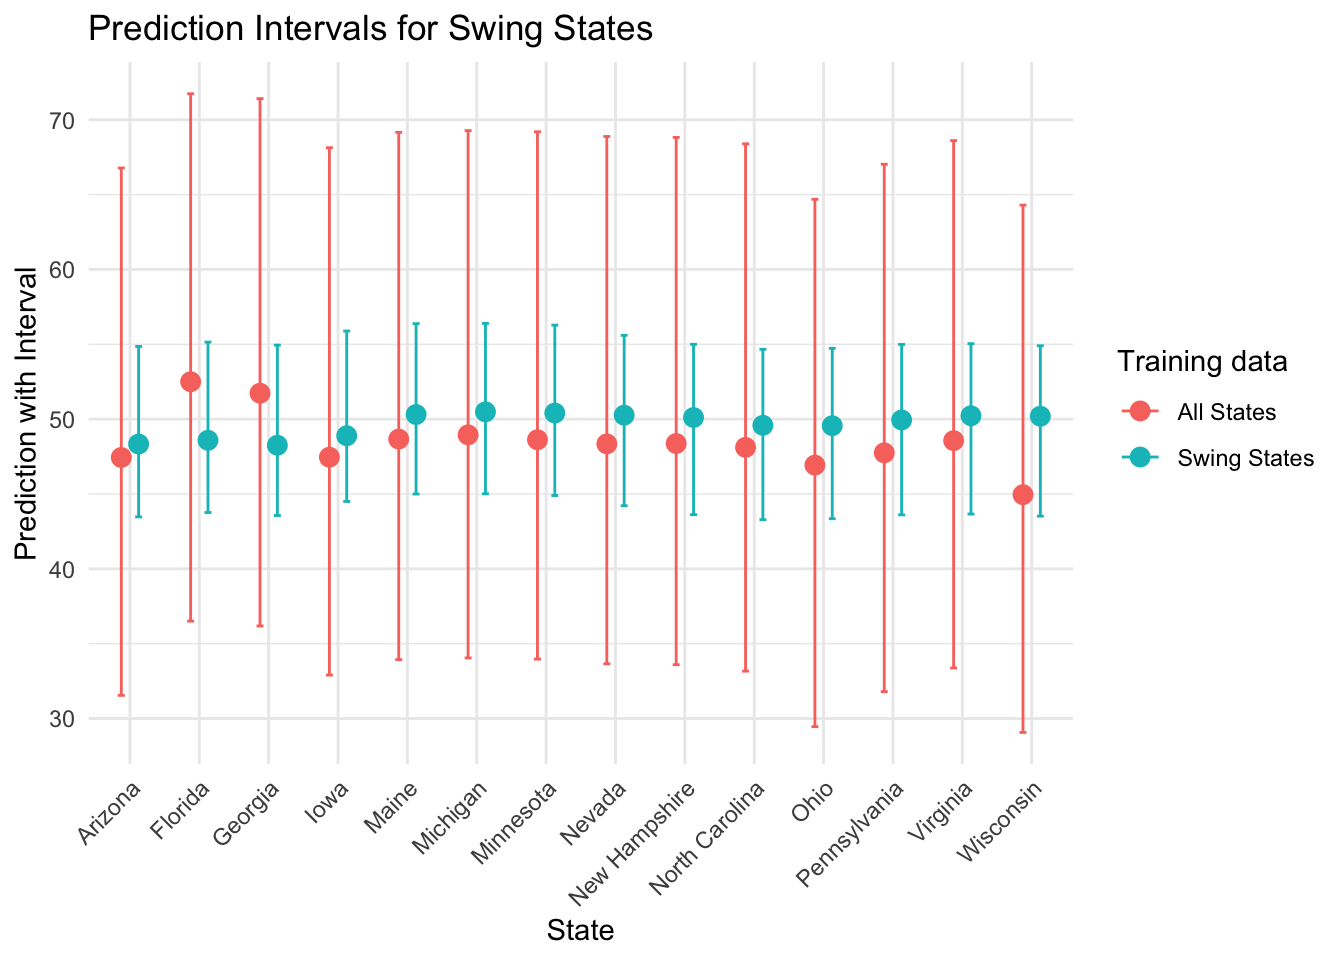 Prediction Intervals for Swing States
Prediction with Interval
70
60
50
40
30
Arizona
Florida
Georgia
Iowa
Maine
Michigan
Minnesota
Nevada
New Hampshire
North Carolina
Ohio
Pennsylvania
Virginia
Wisconsin
State
Training data
All States
Swing States